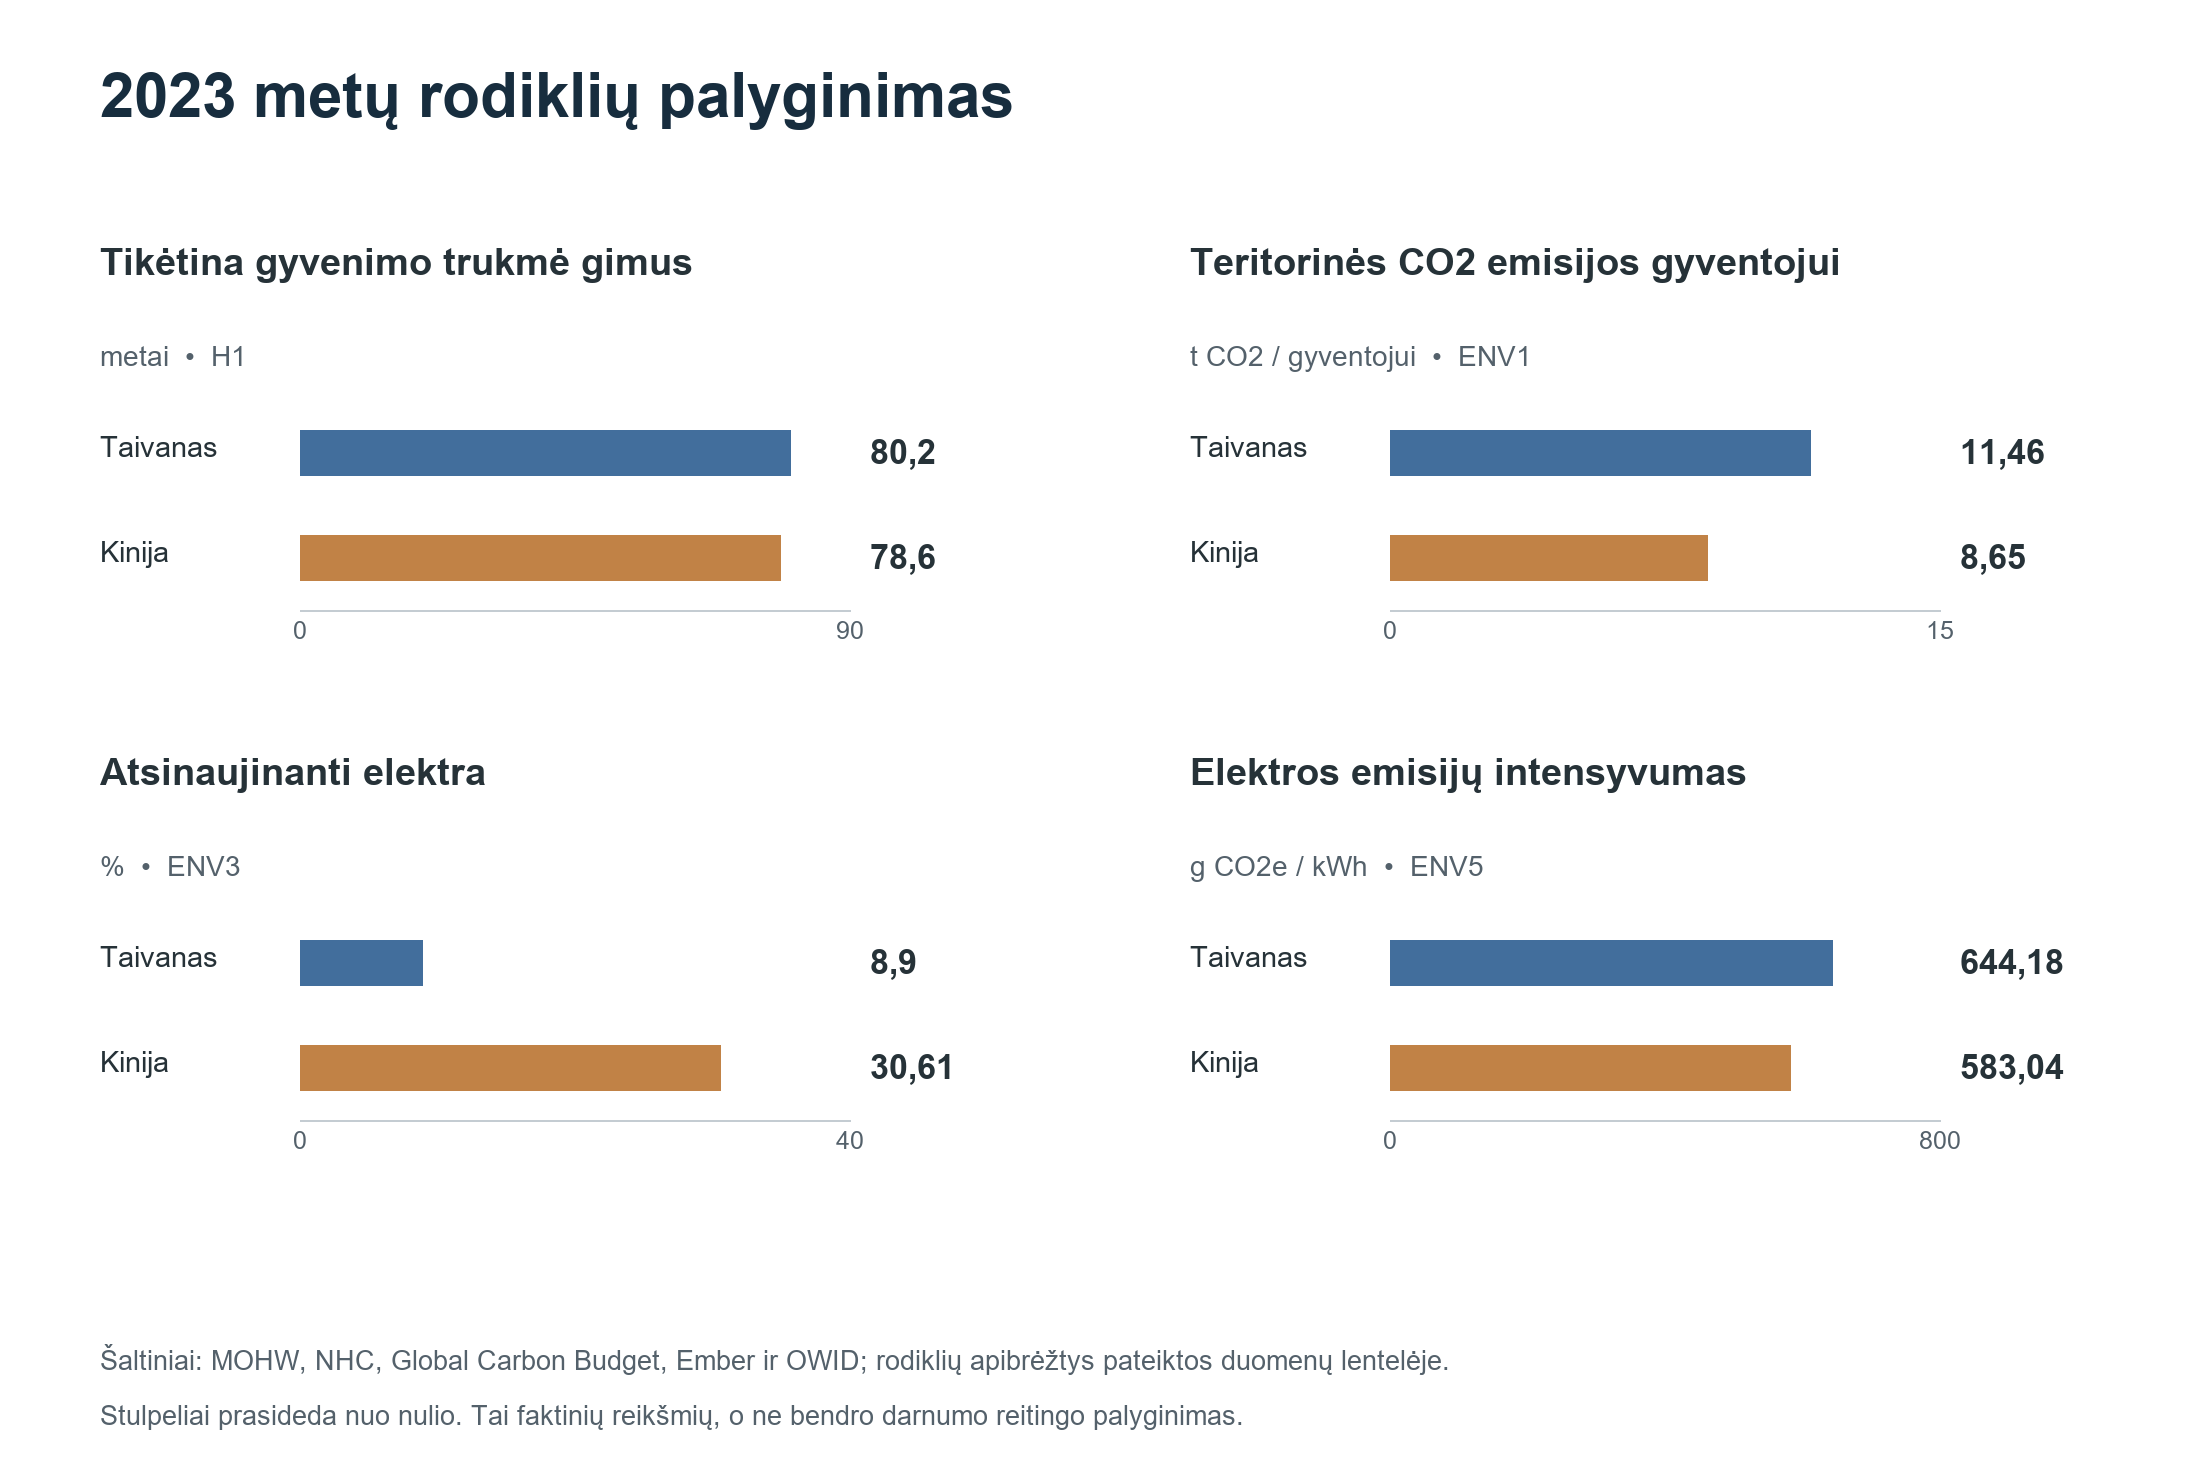 2023 metų rodiklių palyginimas
Tikėtina gyvenimo trukmė gimus
metai • H1
Taivanas 80,2
Kinija 78,6
0 90
Teritorinės CO2 emisijos gyventojui
t CO2 / gyventojui • ENV1
Taivanas 11,46
Kinija 8,65
0 15
Atsinaujinanti elektra
% • ENV3
Taivanas 8,9
Kinija 30,61
0 40
Elektros emisijų intensyvumas
g CO2e / kWh • ENV5
Taivanas 644,18
Kinija 583,04
0 800
Šaltiniai: MOHW, NHC, Global Carbon Budget, Ember ir OWID; rodiklių apibrėžtys pateiktos duomenų lentelėje.
Stulpeliai prasideda nuo nulio. Tai faktinių reikšmių, o ne bendro darnumo reitingo palyginimas.